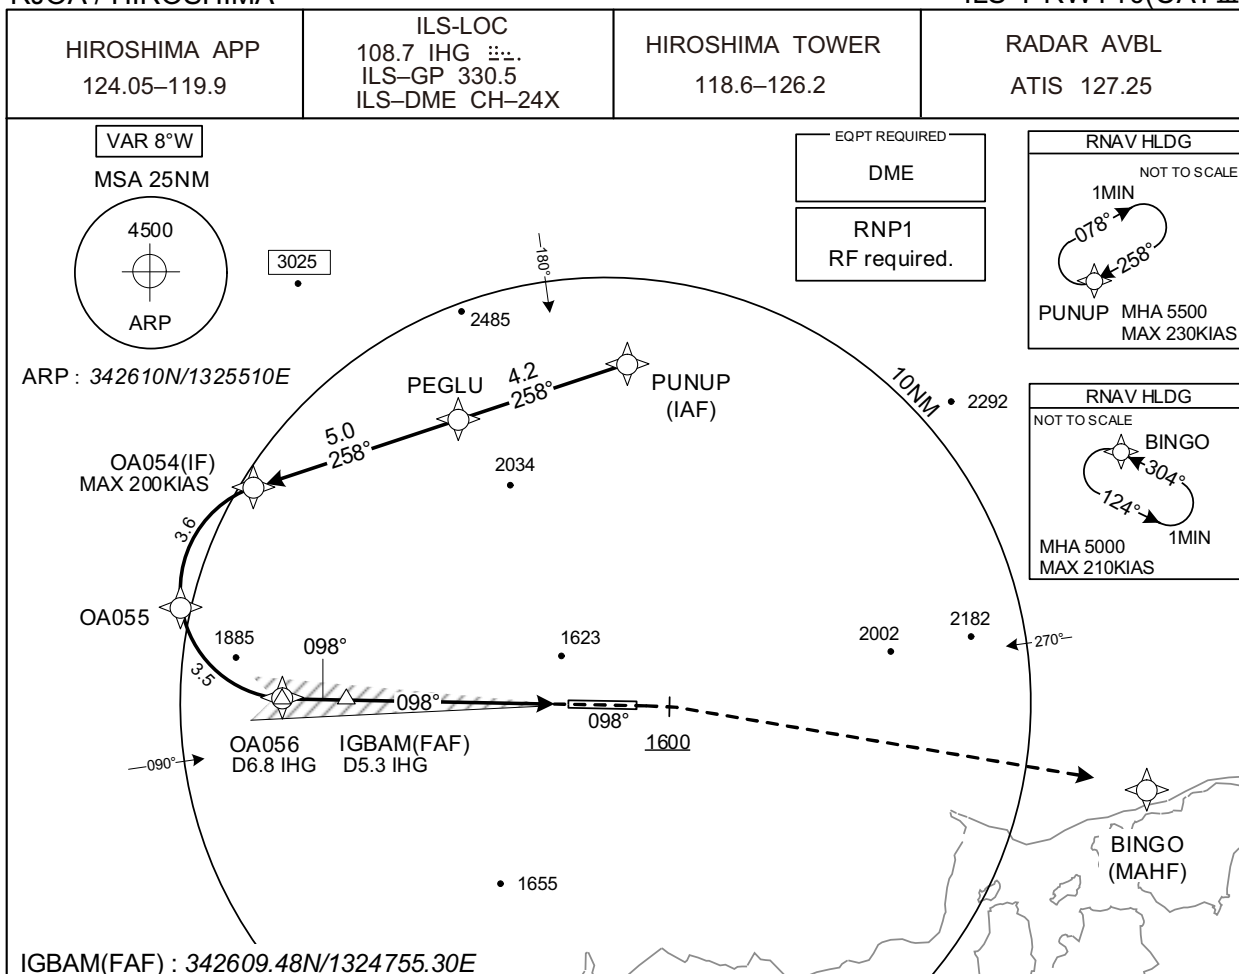 HIROSHIMA APP
124.05–119.9
ILS-LOC
108.7 IHG
ILS–GP 330.5
ILS–DME CH–24X
HIROSHIMA TOWER
118.6–126.2
RADAR AVBL
ATIS 127.25
VAR 8°W
MSA 25NM
4500
ARP
3025
ARP : 342610N/1325510E
EQPT REQUIRED
DME
RNP1
RF required.
RNAV HLDG
NOT TO SCALE
1MIN
078°
258°
PUNUP
MHA 5500
MAX 230KIAS
RNAV HLDG
NOT TO SCALE
BINGO
304°
124°
1MIN
MHA 5000
MAX 210KIAS
180°
2485
PEGLU
4.2
258°
PUNUP
(IAF)
10NM
2292
5.0
258°
OA054(IF)
MAX 200KIAS
2034
3.6
OA055
1885
098°
1623
2002
2182
270°
3.5
098°
098°
OA056
D6.8 IHG
IGBAM(FAF)
D5.3 IHG
1600
090°
BINGO
(MAHF)
1655
IGBAM(FAF) : 342609.48N/1324755.30E